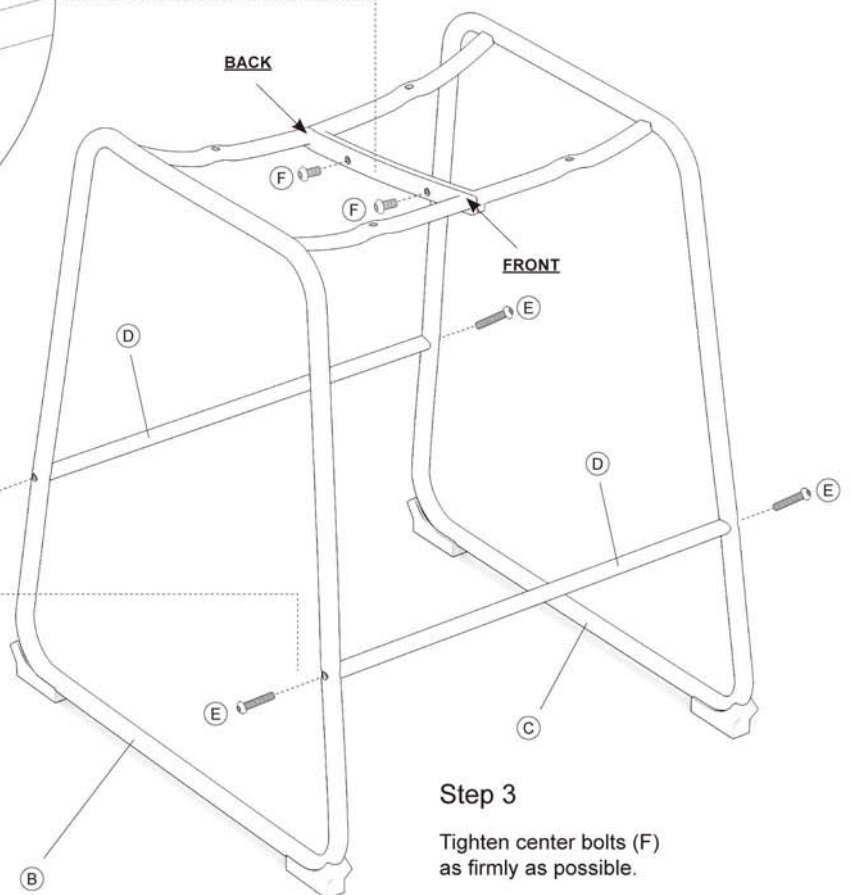 BACK
F
F
FRONT
E
D
D
E
E
C
B
Step 3
Tighten center bolts (F)
as firmly as possible.